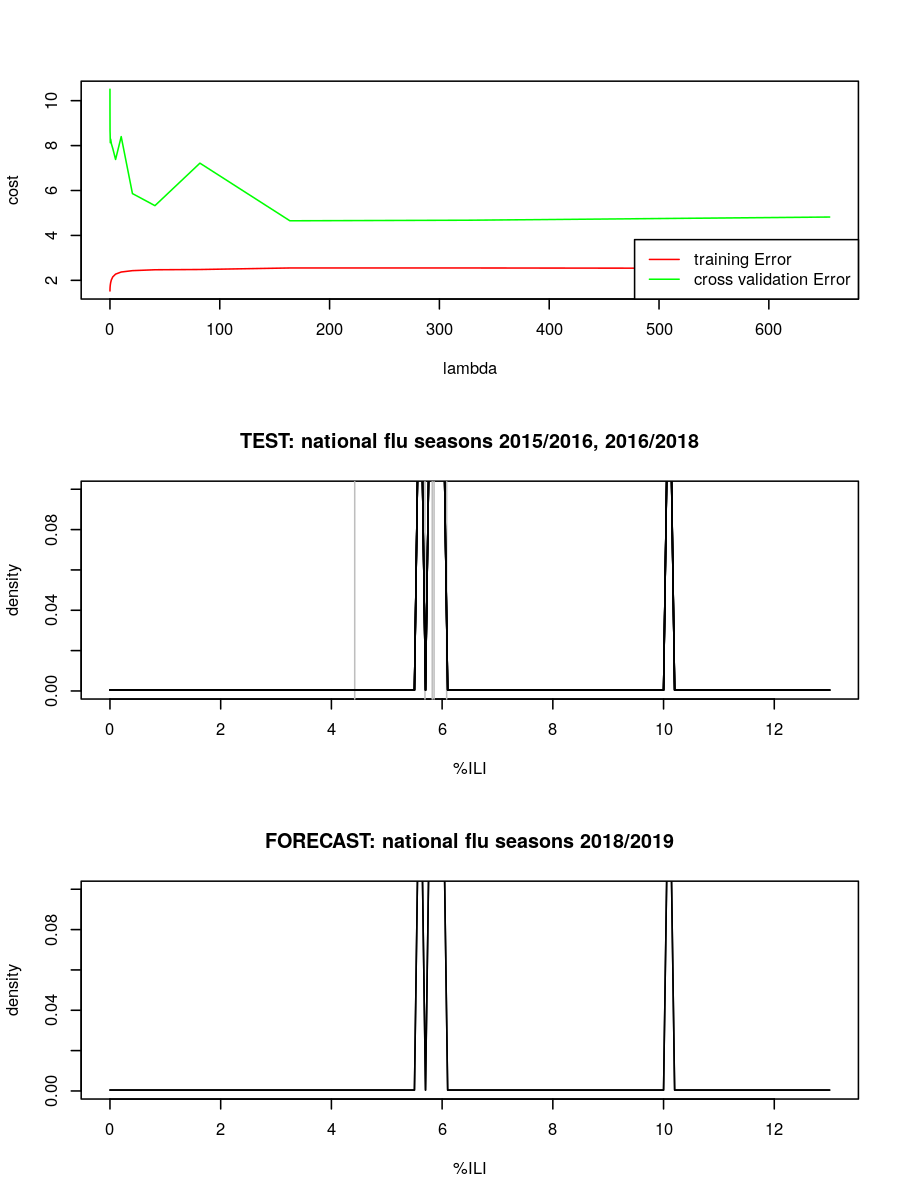 cost
10
8
6
4
2
training Error
cross validation Error
0 100 200 300 400 500 600
lambda
TEST: national flu seasons 2015/2016, 2016/2018
density
0.08
0.04
0.00
0 2 4 6 8 10 12
%ILI
FORECAST: national flu seasons 2018/2019
density
0.08
0.04
0.00
0 2 4 6 8 10 12
%ILI